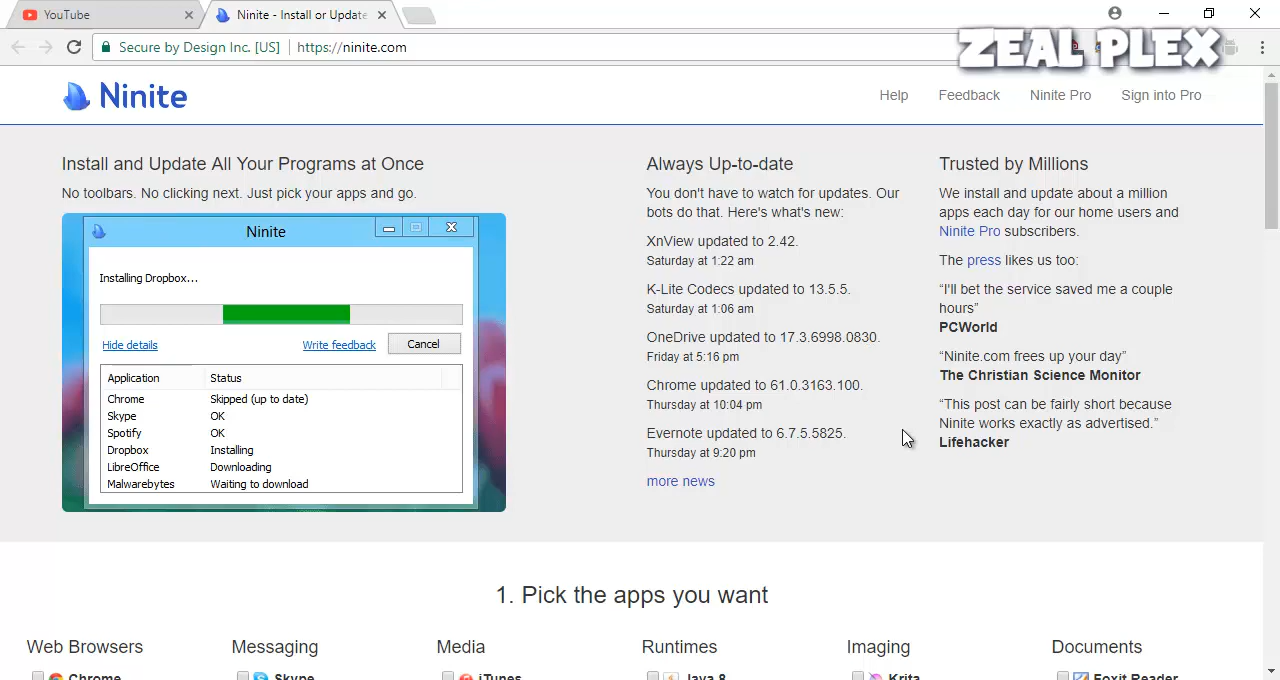 YouTube
Ninite - Install or Update
Secure by Design Inc. [US]
https://ninite.com
ZEAL PLEX
Ninite
Help
Feedback
Ninite Pro
Sign into Pro
Install and Update All Your Programs at Once
No toolbars. No clicking next. Just pick your apps and go.
Ninite
Installing Dropbox...
Hide details
Write feedback
Cancel
Application Status
Chrome Skipped (up to date)
Skype OK
Spotify OK
Dropbox Installing
LibreOffice Downloading
Malwarebytes Waiting to download
Always Up-to-date
You don't have to watch for updates. Our
bots do that. Here's what's new:
XnView updated to 2.42.
Saturday at 1:22 am
K-Lite Codecs updated to 13.5.5.
Saturday at 1:06 am
OneDrive updated to 17.3.6998.0830.
Friday at 5:16 pm
Chrome updated to 61.0.3163.100.
Thursday at 10:04 pm
Evernote updated to 6.7.5.5825.
Thursday at 9:20 pm
more news
Trusted by Millions
We install and update about a million
apps each day for our home users and
Ninite Pro subscribers.
The press likes us too:
“I'll bet the service saved me a couple
hours”
PCWorld
“Ninite.com frees up your day”
The Christian Science Monitor
“This post can be fairly short because
Ninite works exactly as advertised.”
Lifehacker
1. Pick the apps you want
Web Browsers
Messaging
Media
Runtimes
Imaging
Documents
Chrome
Skype
iTunes
Java 8
Krita
Foxit Reader